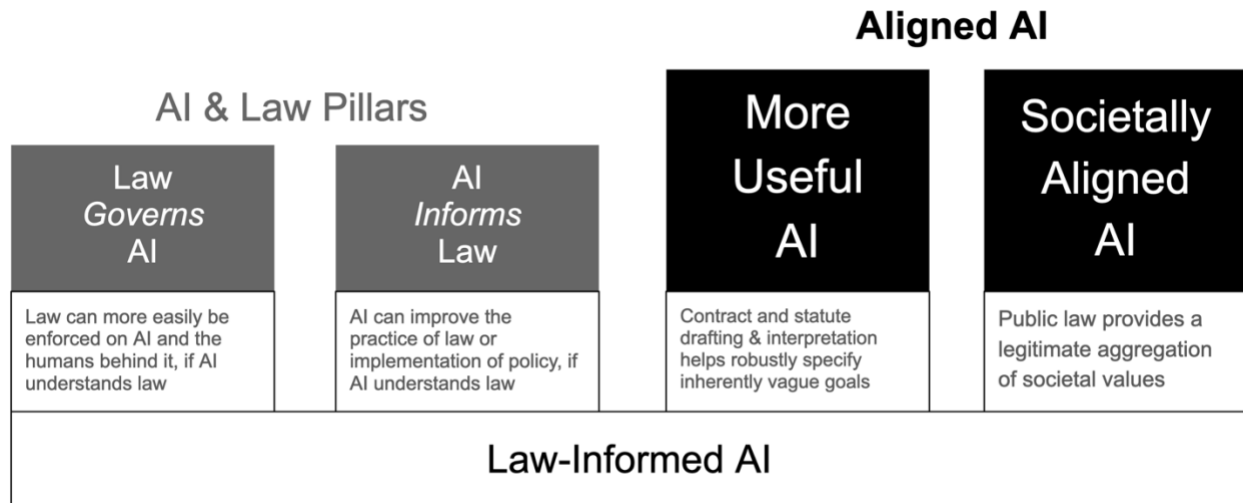 Aligned AI
AI & Law Pillars
Law
Governs
AI
Law can more easily be
enforced on AI and the
humans behind it, if AI
understands law
AI
Informs
Law
AI can improve the
practice of law or
implementation of policy, if
AI understands law
More
Useful
AI
Contract and statute
drafting & interpretation
helps robustly specify
inherently vague goals
Societally
Aligned
AI
Public law provides a
legitimate aggregation
of societal values
Law-Informed AI